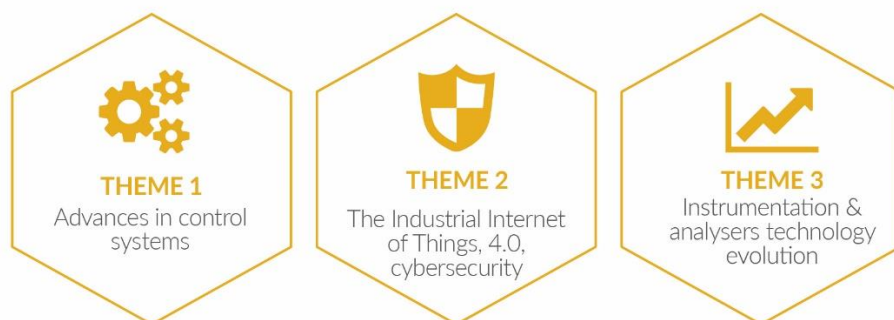 THEME 1
Advances in control
systems
THEME 2
The Industrial Internet
of Things, 4.0,
cybersecurity
THEME 3
Instrumentation &
analysers technology
evolution